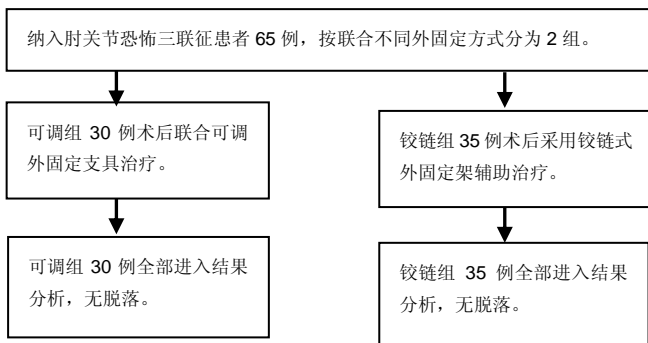 纳入肘关节恐怖三联征患者 65 例，按联合不同外固定方式分为 2 组。
可调组 30 例术后联合可调
外固定支具治疗。
铰链组 35 例术后采用铰链式
外固定架辅助治疗。
可调组 30 例全部进入结果
分析，无脱落。
铰链组 35 例全部进入结果
分析，无脱落。